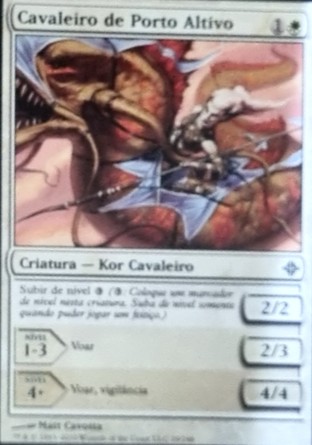 Cavaleiro de Porto Altivo 1
Criatura — Kor Cavaleiro
Subir de nível 3 (3: Coloque um marcador
de nível nesta criatura. Suba de nível somente
quando puder jogar um feitiço.)
2/2
NÍVEL
1-3 Voar
2/3
NÍVEL
4+ Voar, vigilância
4/4
Matt Cavotta